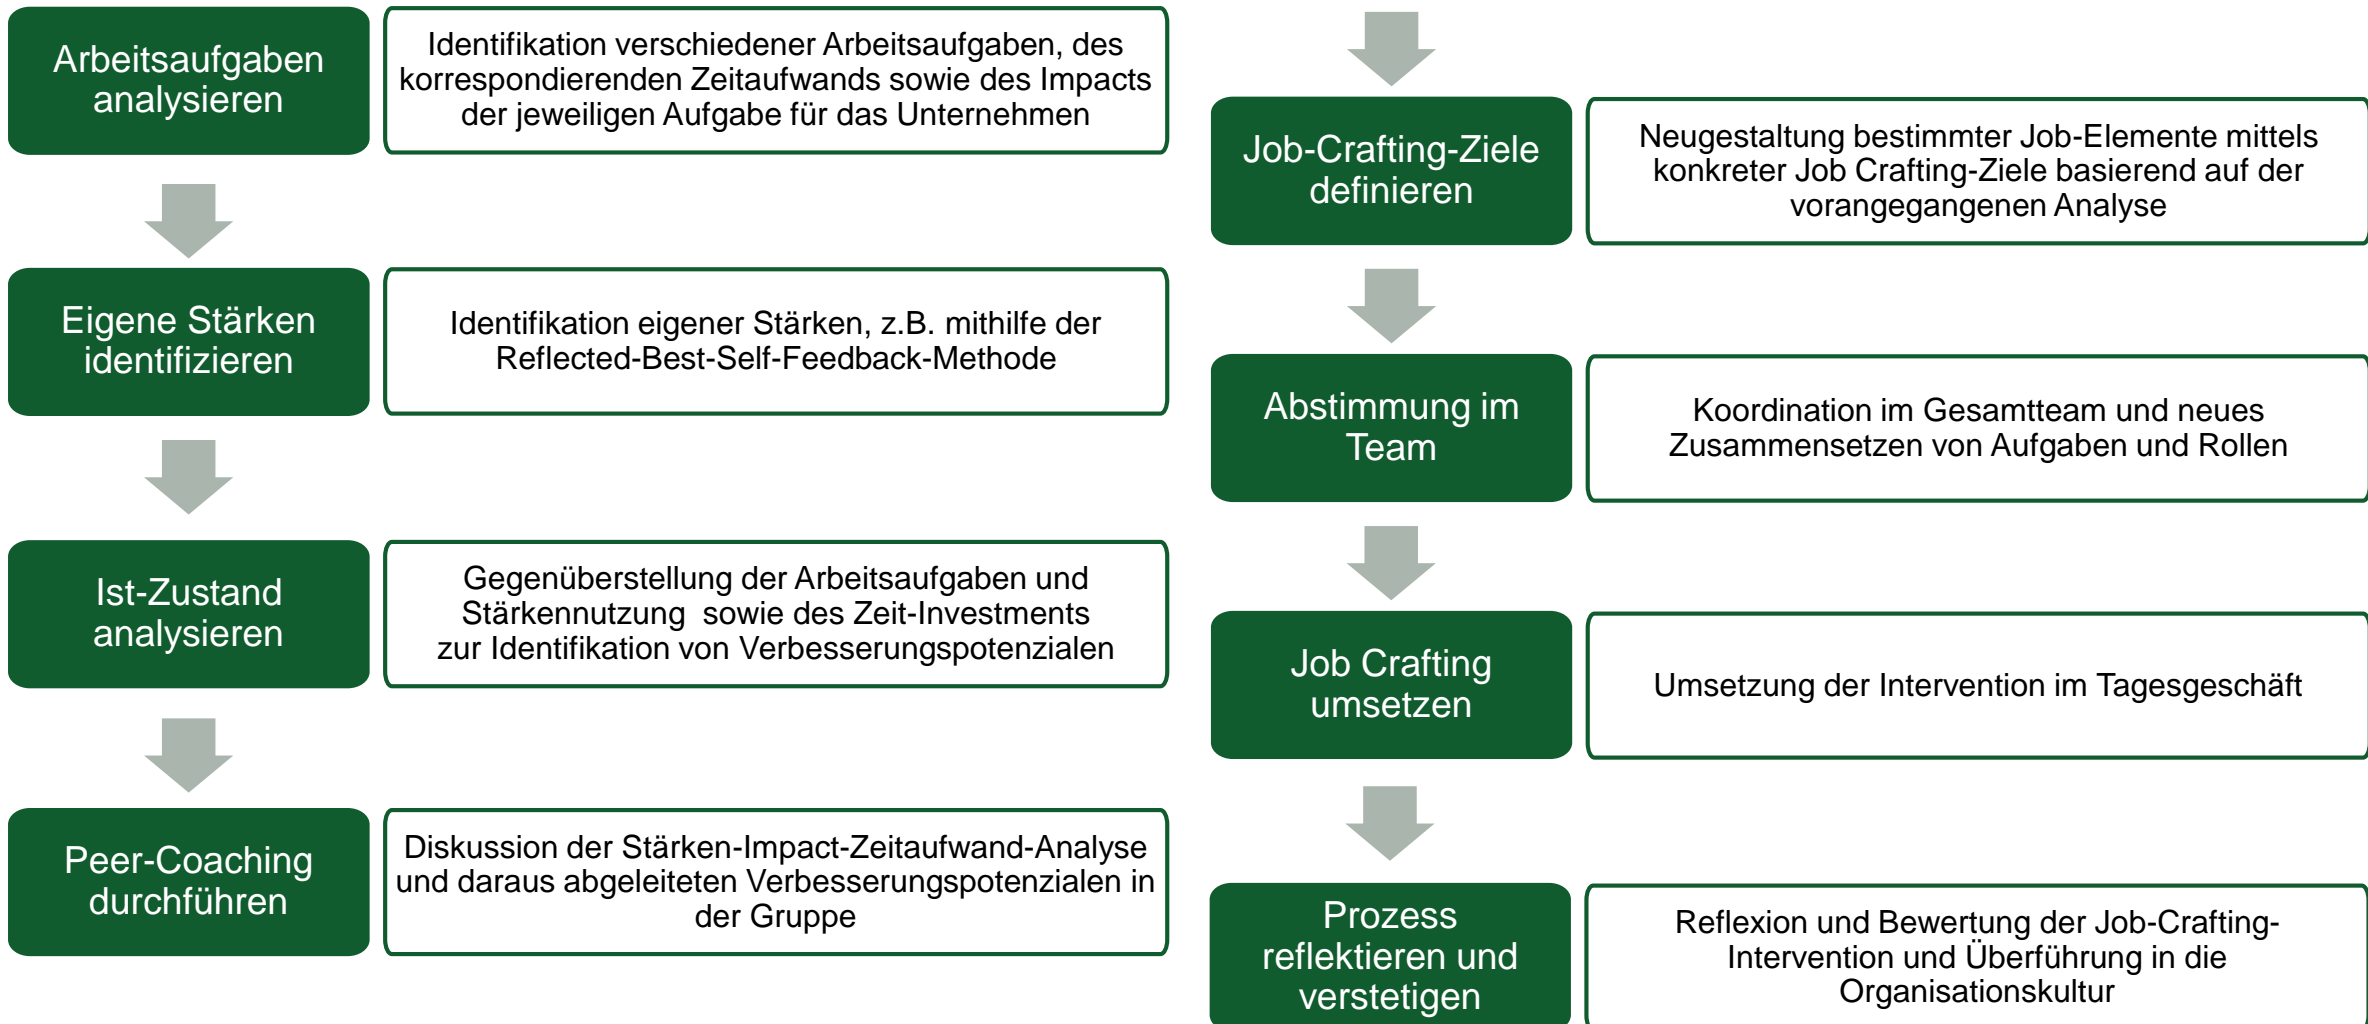 Arbeitsaufgaben
analysieren
Identifikation verschiedener Arbeitsaufgaben, des
korrespondierenden Zeitaufwands sowie des Impacts
der jeweiligen Aufgabe für das Unternehmen
Eigene Stärken
identifizieren
Identifikation eigener Stärken, z.B. mithilfe der
Reflected-Best-Self-Feedback-Methode
Ist-Zustand
analysieren
Gegenüberstellung der Arbeitsaufgaben und
Stärkennutzung sowie des Zeit-Investments
zur Identifikation von Verbesserungspotenzialen
Peer-Coaching
durchführen
Diskussion der Stärken-Impact-Zeitaufwand-Analyse
und daraus abgeleiteten Verbesserungspotenzialen in
der Gruppe
Job-Crafting-Ziele
definieren
Neugestaltung bestimmter Job-Elemente mittels
konkreter Job Crafting-Ziele basierend auf der
vorangegangenen Analyse
Abstimmung im
Team
Koordination im Gesamtteam und neues
Zusammensetzen von Aufgaben und Rollen
Job Crafting
umsetzen
Umsetzung der Intervention im Tagesgeschäft
Prozess
reflektieren und
verstetigen
Reflexion und Bewertung der Job-Crafting-
Intervention und Überführung in die
Organisationskultur